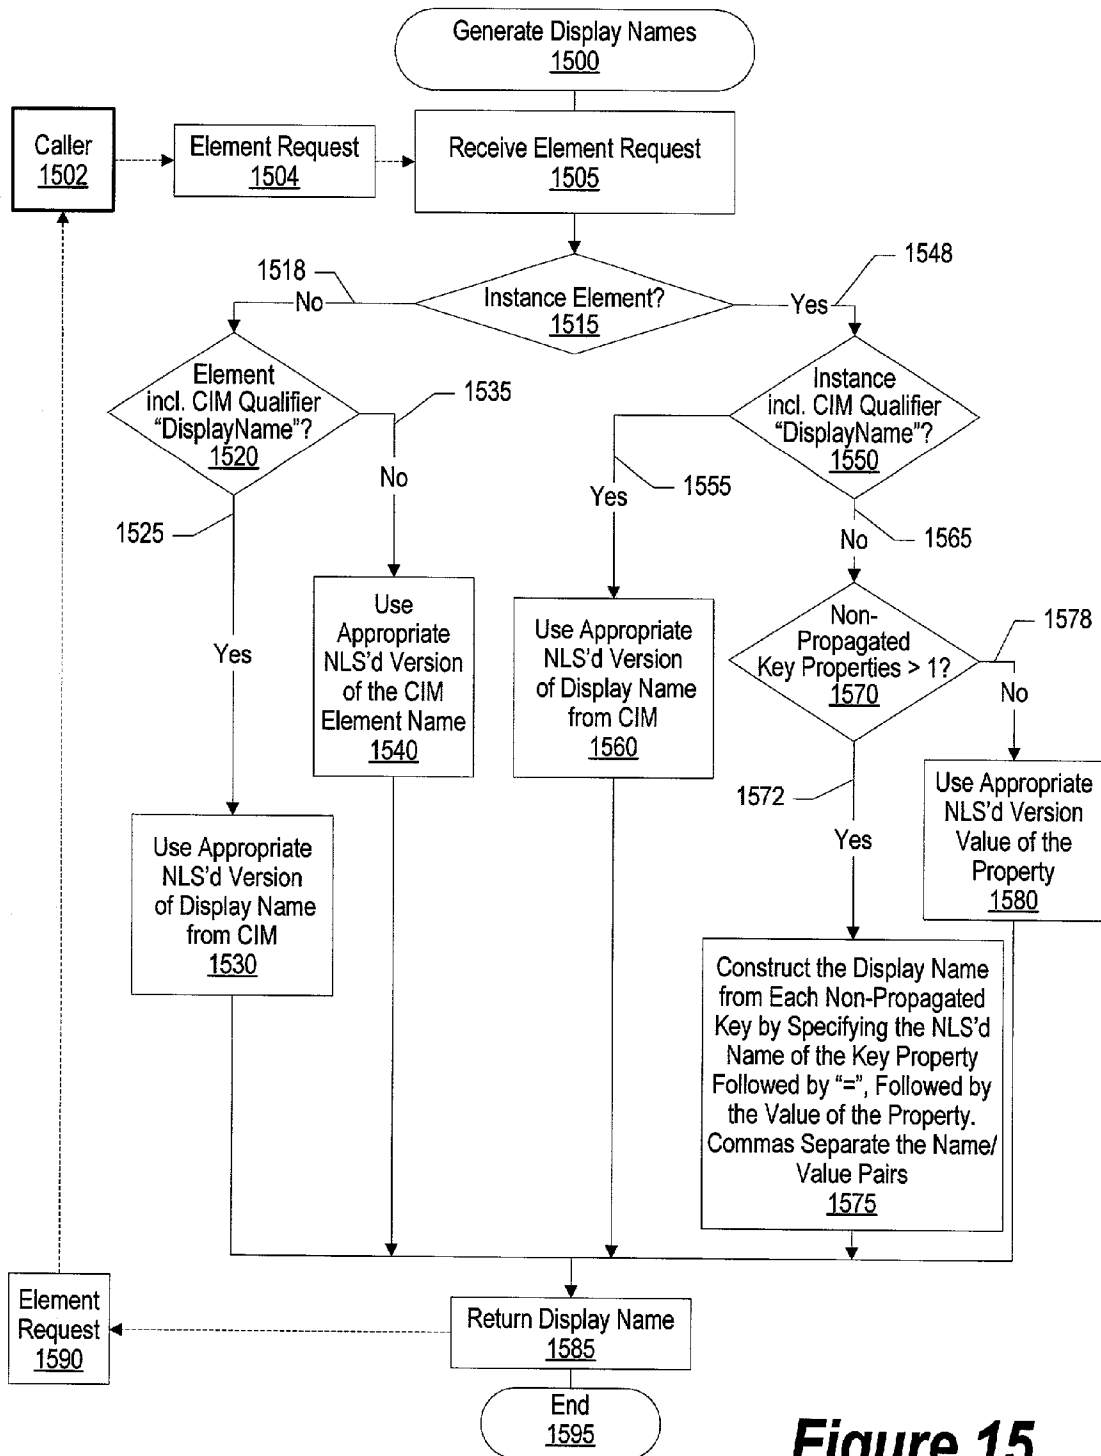 Generate Display Names
1500
Caller
1502
Element Request
1504
Receive Element Request
1505
1518
No
Instance Element?
1515
Yes
1548
Element
incl. CIM Qualifier
“DisplayName”?
1520
1535
No
1525
Yes
Instance
incl. CIM Qualifier
“DisplayName”?
1550
Yes
1555
No
1565
Use
Appropriate
NLS’d Version
of the CIM
Element Name
1540
Use Appropriate
NLS’d Version
of Display Name
from CIM
1560
Non-
Propagated
Key Properties > 1?
1570
1578
No
1572
Yes
Use Appropriate
NLS’d Version
Value of the
Property
1580
Use Appropriate
NLS’d Version
of Display Name
from CIM
1530
Construct the Display Name
from Each Non-Propagated
Key by Specifying the NLS’d
Name of the Key Property
Followed by “=”, Followed by
the Value of the Property.
Commas Separate the Name/
Value Pairs
1575
Element
Request
1590
Return Display Name
1585
End
1595
Figure 15